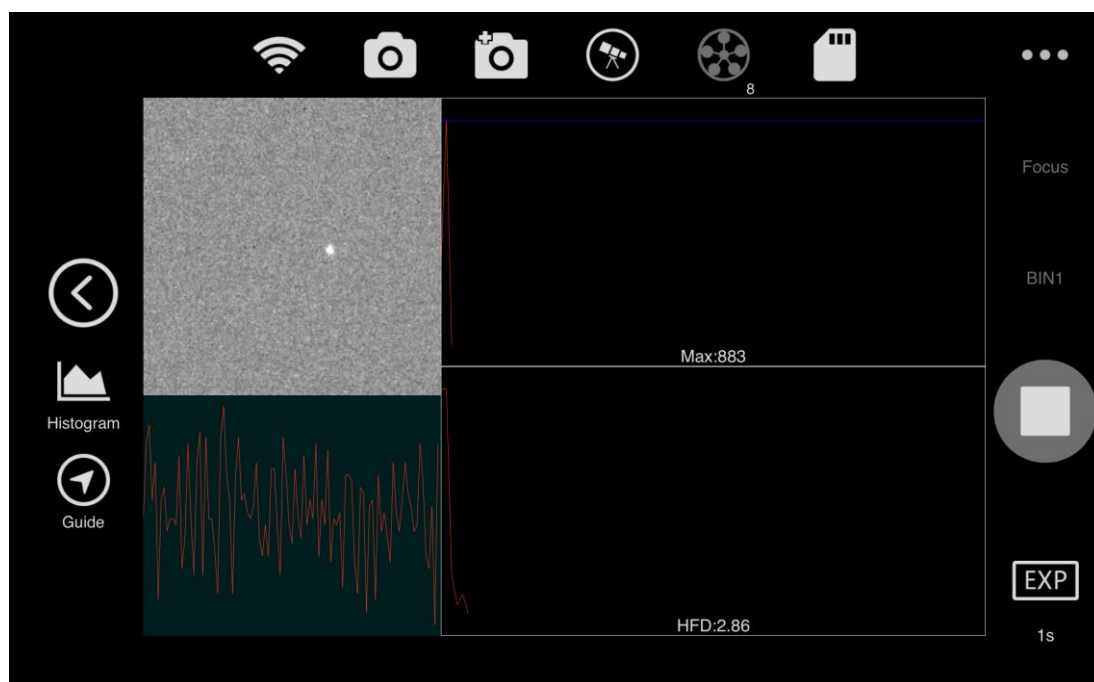 8
Focus
BIN1
Max:883
Histogram
Guide
EXP
HFD:2.86
1s